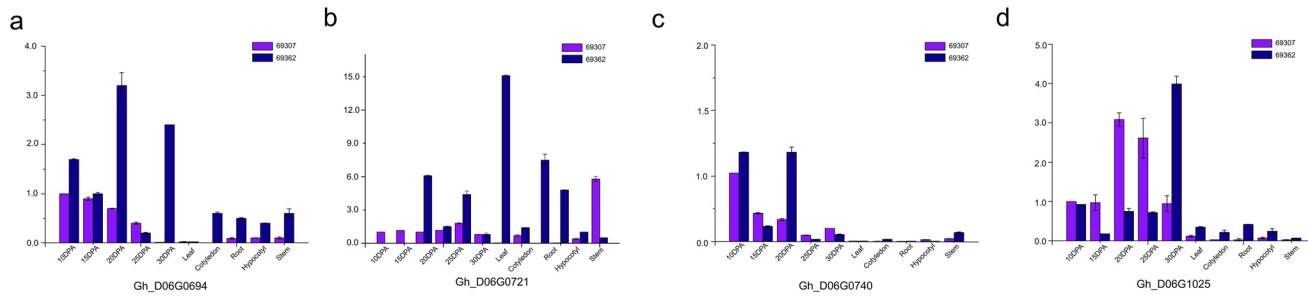 a
69307
69362
4.0
3.0
2.0
1.0
0.0
10DPA
15DPA
20DPA
25DPA
30DPA
Leaf
Cotyledon
Root
Hypocotyl
Stem
Gh_D06G0694
b
69307
69362
15.0
12.0
9.0
6.0
3.0
0.0
10DPA
15DPA
20DPA
25DPA
30DPA
Leaf
Cotyledon
Root
Hypocotyl
Stem
Gh_D06G0721
c
69307
69362
2.0
1.0
1.0
0.0
10DPA
15DPA
20DPA
25DPA
30DPA
Leaf
Cotyledon
Root
Hypocotyl
Stem
Gh_D06G0740
d
69307
69362
5.0
4.0
3.0
2.0
1.0
0.0
10DPA
15DPA
20DPA
25DPA
30DPA
Leaf
Cotyledon
Root
Hypocotyl
Stem
Gh_D06G1025